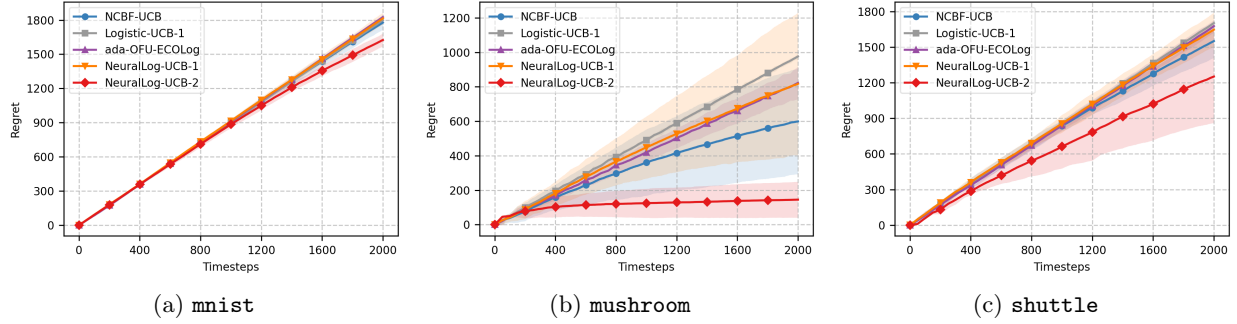 NCBF-UCB
Logistic-UCB-1
ada-OFU-ECOLog
NeuralLog-UCB-1
NeuralLog-UCB-2
1800
1500
1200
900
600
300
0
Regret
0 400 800 1200 1600 2000
Timesteps
(a) mnist
NCBF-UCB
Logistic-UCB-1
ada-OFU-ECOLog
NeuralLog-UCB-1
NeuralLog-UCB-2
1200
1000
800
600
400
200
0
Regret
0 400 800 1200 1600 2000
Timesteps
(b) mushroom
NCBF-UCB
Logistic-UCB-1
ada-OFU-ECOLog
NeuralLog-UCB-1
NeuralLog-UCB-2
1800
1500
1200
900
600
300
0
Regret
0 400 800 1200 1600 2000
Timesteps
(c) shuttle